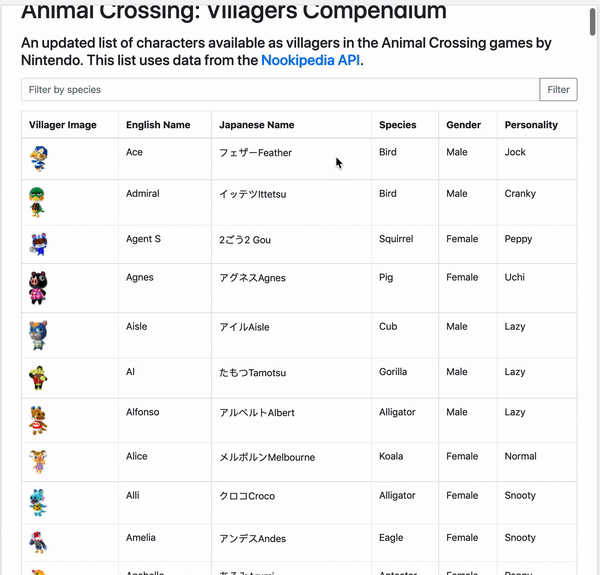 Animal Crossing: Villagers Compendium
An updated list of characters available as villagers in the Animal Crossing games by
Nintendo. This list uses data from the Nookipedia API.
Filter by species Filter
Villager Image English Name Japanese Name Species Gender Personality
Ace フェザーFeather Bird Male Jock
Admiral イッテツIttetsu Bird Male Cranky
Agent S 2ごう2 Gou Squirrel Female Peppy
Agnes アグネスAgnes Pig Female Uchi
Aisle アイルAisle Cub Male Lazy
Al たもつTamotsu Gorilla Male Lazy
Alfonso アルベルトAlbert Alligator Male Lazy
Alice メルボルンMelbourne Koala Female Normal
Alli クロコCroco Alligator Female Snooty
Amelia アンデスAndes Eagle Female Snooty